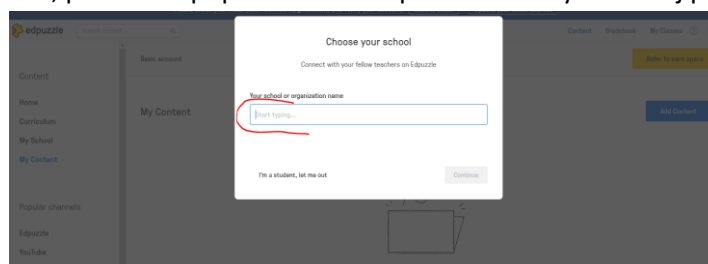 edpuzzle
Content
Gradebook
My Classes
Choose your school
Connect with your fellow teachers on Edpuzzle
Basic account
Refer to earn space
Content
Your school or organization name
Start typing...
Home
Curriculum
My Content
Add Content
My School
My Content
I'm a student, let me out
Continue
Popular channels
Edpuzzle
YouTube